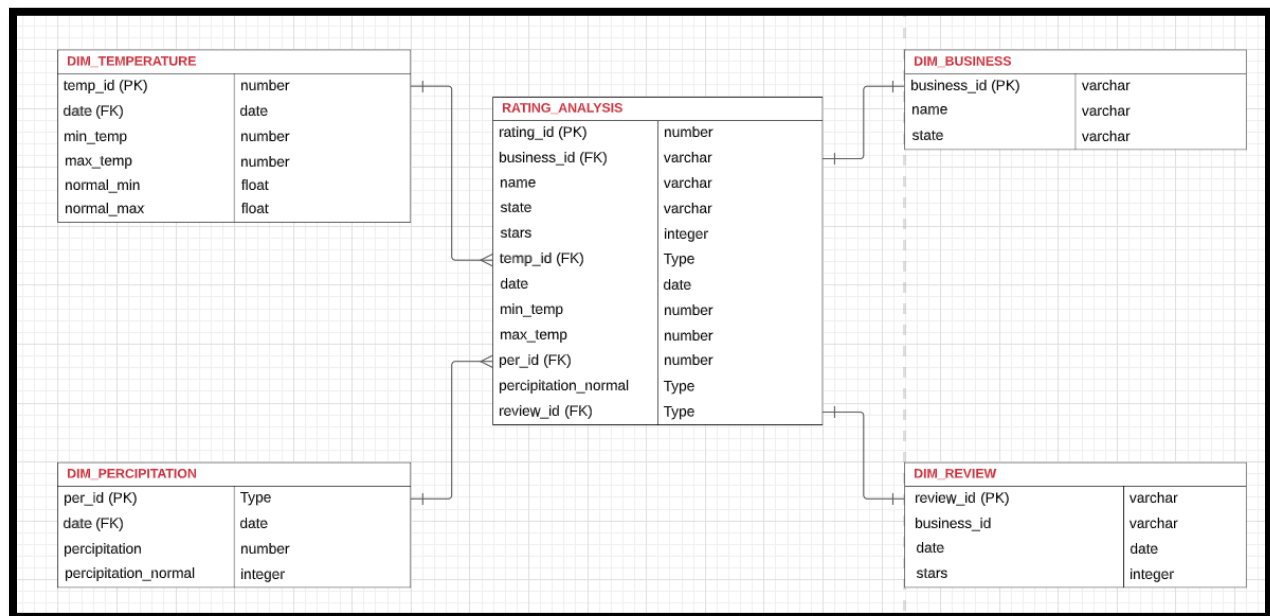 DIM_TEMPERATURE
temp_id (PK) number
date (FK) date
min_temp number
max_temp number
normal_min float
normal_max float
RATING_ANALYSIS
rating_id (PK) number
business_id (FK) varchar
name varchar
state varchar
stars integer
temp_id (FK) Type
date date
min_temp number
max_temp number
per_id (FK) number
percipitation_normal Type
review_id (FK) Type
DIM_BUSINESS
business_id (PK) varchar
name varchar
state varchar
DIM_PERCIPITATION
per_id (PK) Type
date (FK) date
percipitation number
percipitation_normal integer
DIM_REVIEW
review_id (PK) varchar
business_id varchar
date date
stars integer